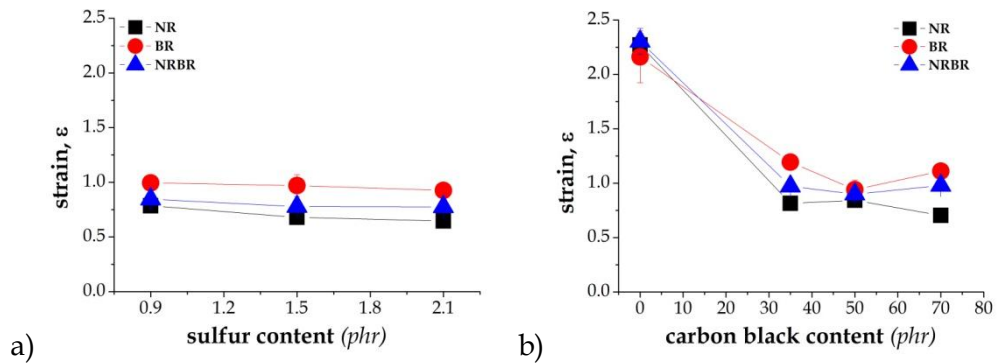 2.5
NR
BR
NRBR
2.0
1.5
1.0
0.5
0.0
strain, ε
0.9 1.2 1.5 1.8 2.1
sulfur content (phr)
a)
2.5
NR
BR
NRBR
2.0
1.5
1.0
0.5
0.0
strain, ε
0 10 20 30 40 50 60 70 80
carbon black content (phr)
b)